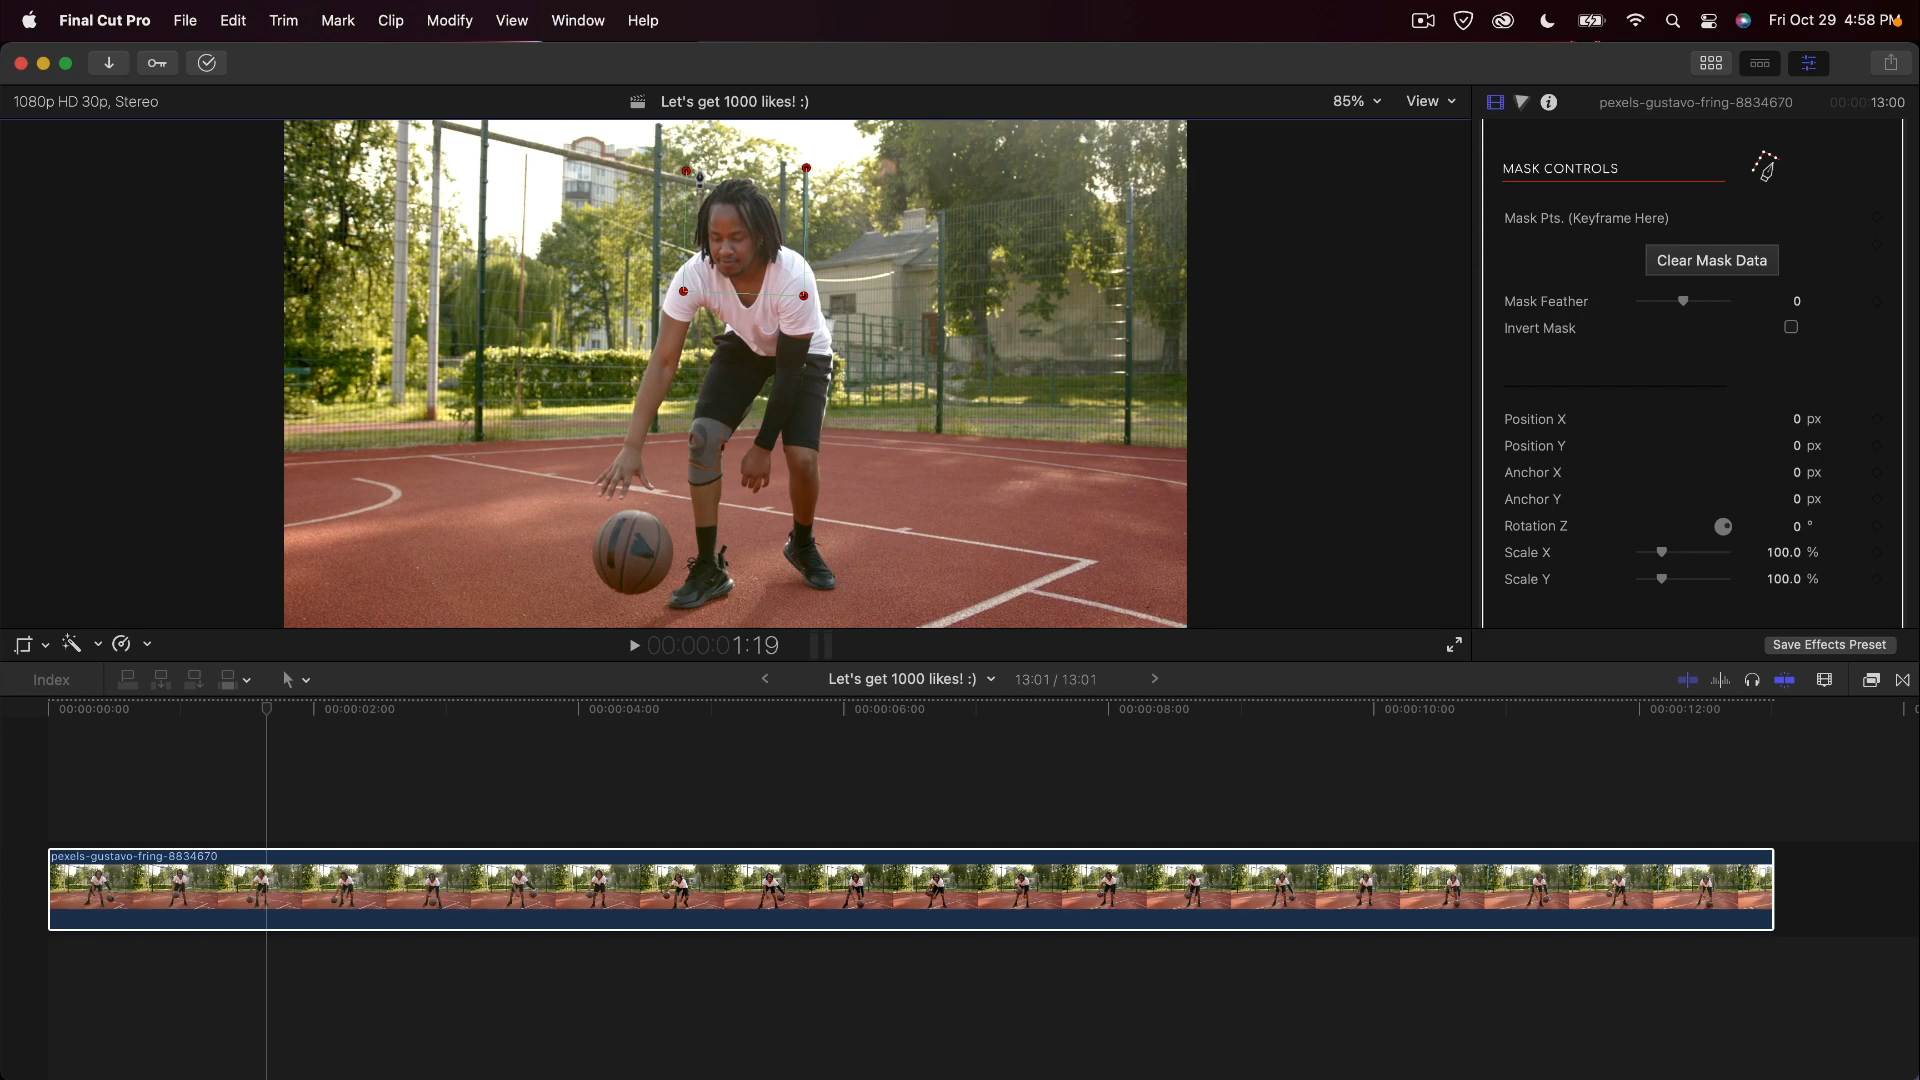 Final Cut Pro File Edit Trim Mark Clip Modify View Window Help Fri Oct 29 4:58 PM
1080p HD 30p, Stereo Let's get 1000 likes! :) 85% View pexels-gustavo-fring-8834670 00:00:13:00
MASK CONTROLS
Mask Pts. (Keyframe Here)
Clear Mask Data
Mask Feather 0
Invert Mask
Position X 0 px
Position Y 0 px
Anchor X 0 px
Anchor Y 0 px
Rotation Z 0 °
Scale X 100.0 %
Scale Y 100.0 %
00:00:01:19 Save Effects Preset
Index Let's get 1000 likes! :) 13:01 / 13:01
00:00:00:00 00:00:02:00 00:00:04:00 00:00:06:00 00:00:08:00 00:00:10:00 00:00:12:00
pexels-gustavo-fring-8834670